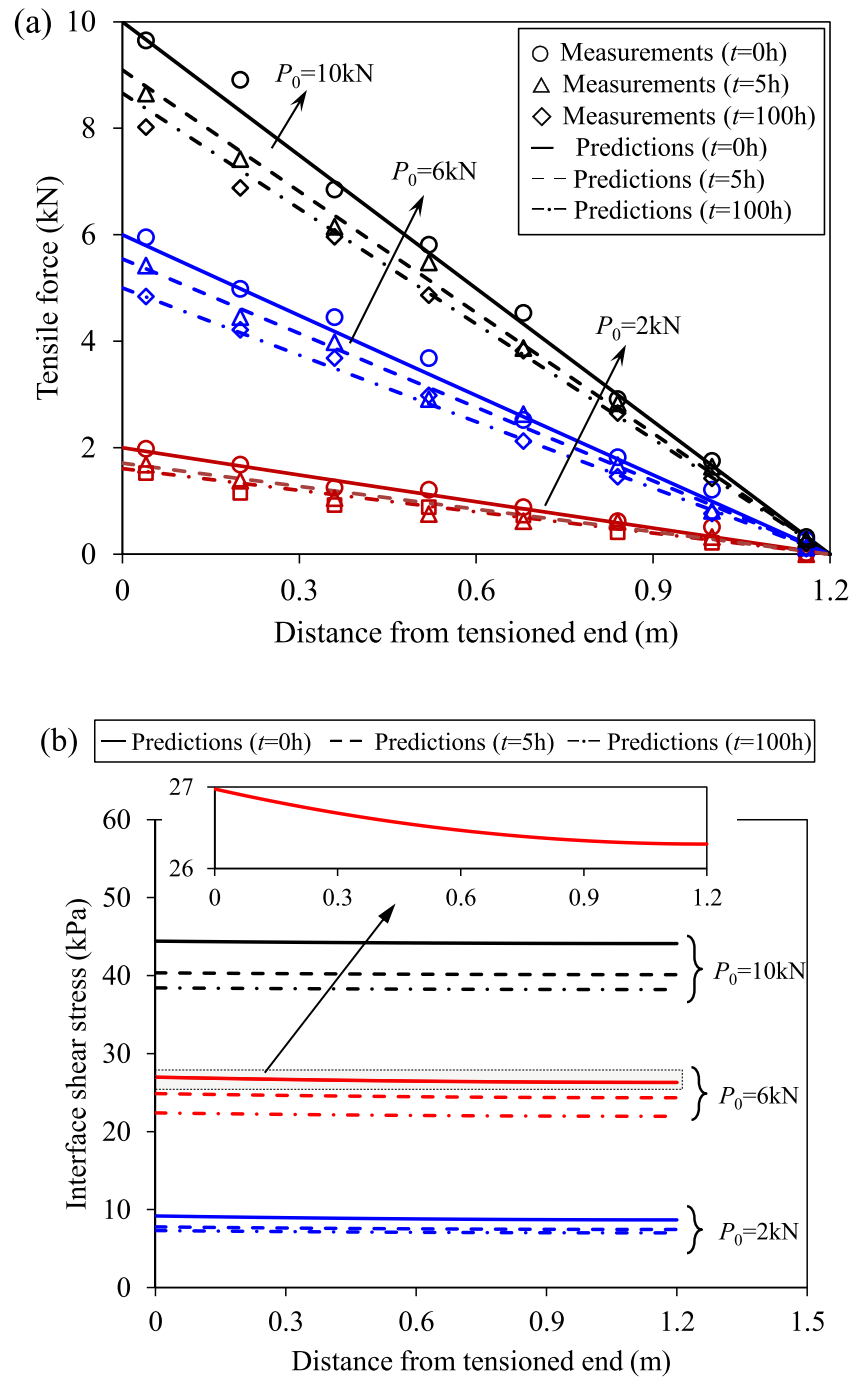 (a)
10
8
6
4
2
0
Tensile force (kN)
P0=10kN
P0=6kN
P0=2kN
Measurements (t=0h)
Measurements (t=5h)
Measurements (t=100h)
Predictions (t=0h)
Predictions (t=5h)
Predictions (t=100h)
0 0.3 0.6 0.9 1.2
Distance from tensioned end (m)
(b)
Predictions (t=0h) Predictions (t=5h) Predictions (t=100h)
27
26
0 0.3 0.6 0.9 1.2
60
50
40
30
20
10
0
Interface shear stress (kPa)
P0=10kN
P0=6kN
P0=2kN
0 0.3 0.6 0.9 1.2 1.5
Distance from tensioned end (m)